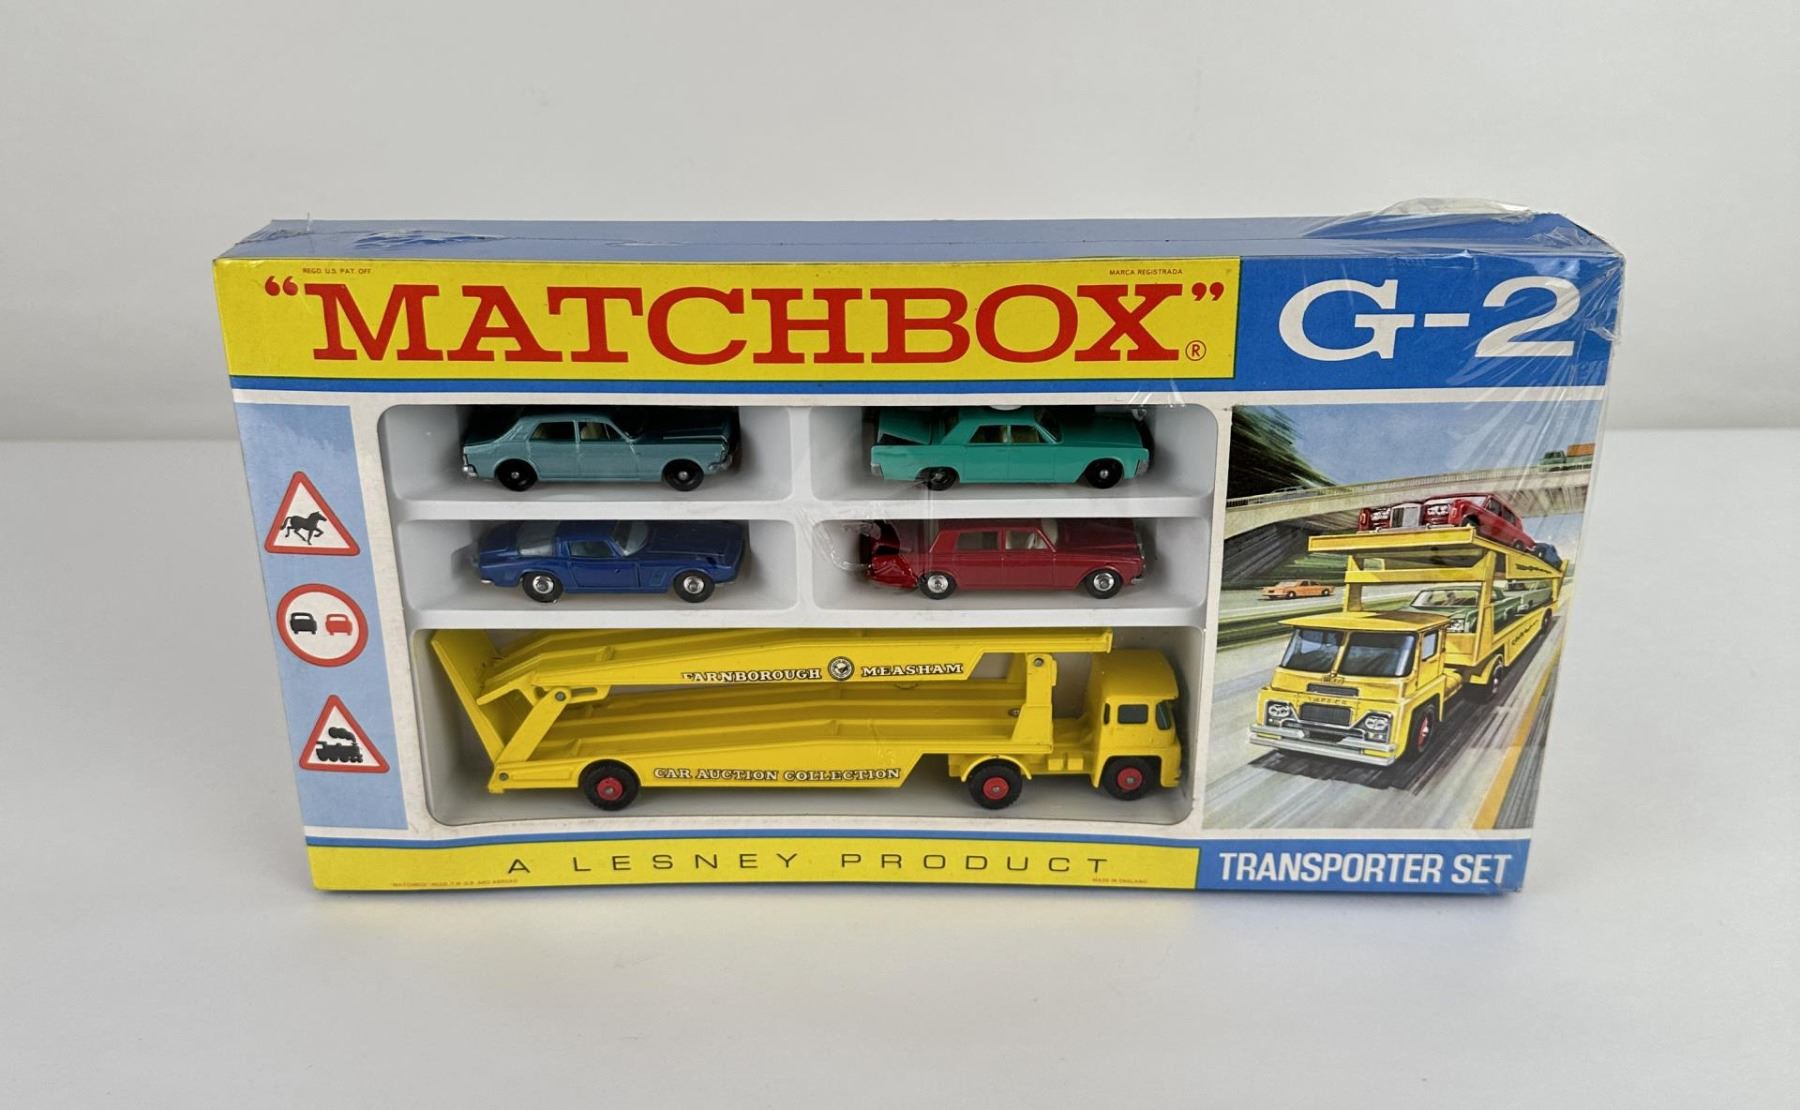 REGD. U.S. PAT. OFF
MARCA REGISTRADA
"MATCHBOX"®
G-2
FARNBOROUGH MEASHAM
CAR AUCTION COLLECTION
A LESNEY PRODUCT
MADE IN ENGLAND
TRANSPORTER SET